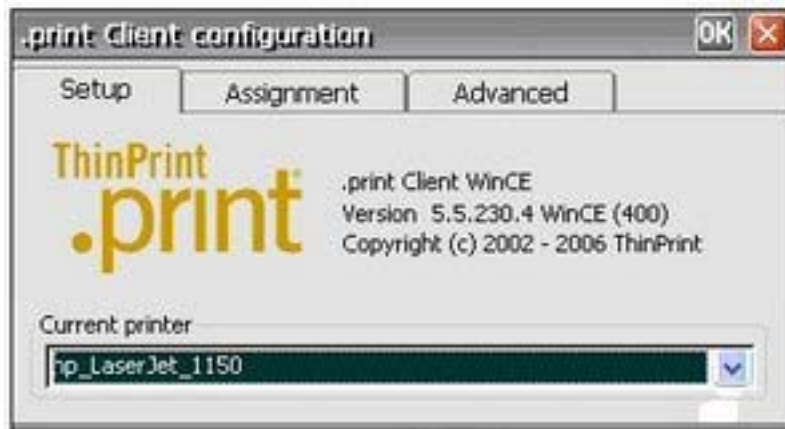 .print Client configuration OK
Setup Assignment Advanced
ThinPrint
.print
.print Client WinCE
Version 5.5.230.4 WinCE (400)
Copyright (c) 2002 - 2006 ThinPrint
Current printer
hp_LaserJet_1150